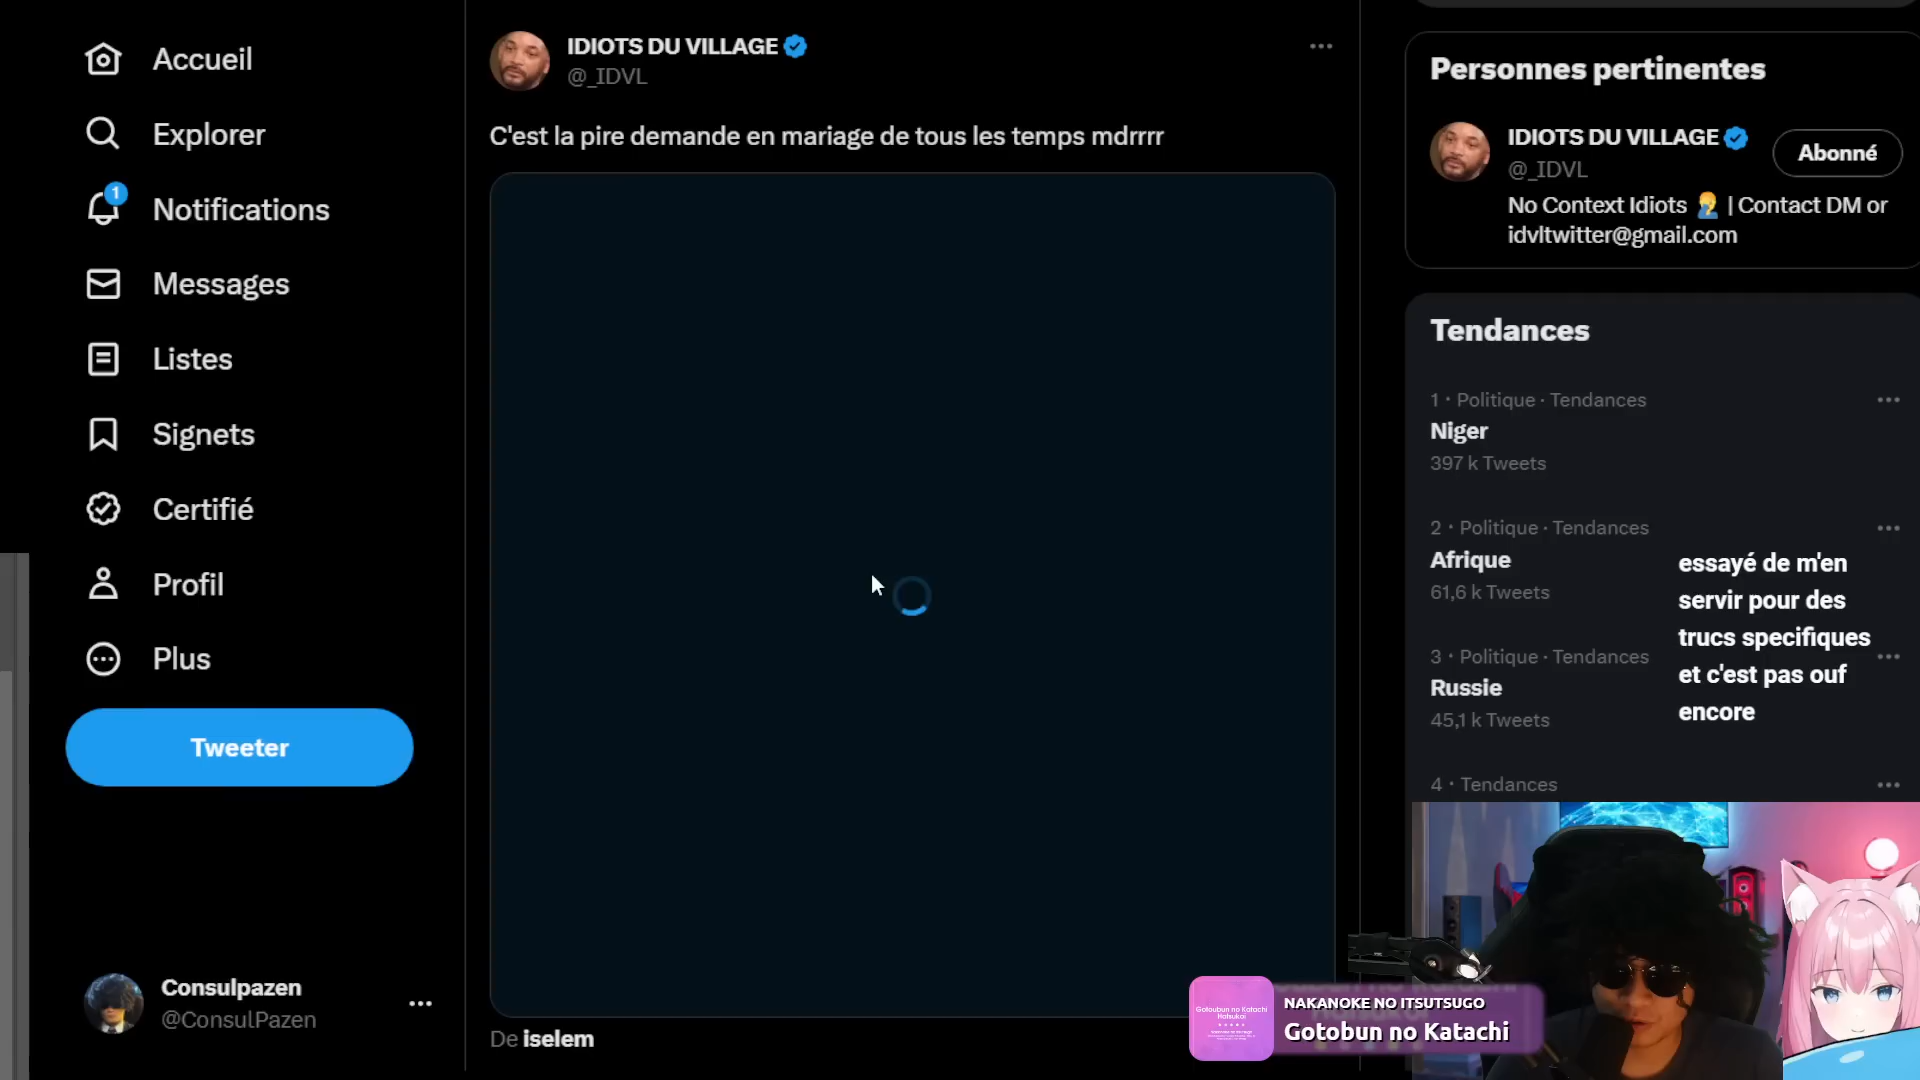 Accueil
Explorer
1
Notifications
Messages
Listes
Signets
Certifié
Profil
Plus
Tweeter
Consulpazen
@ConsulPazen
IDIOTS DU VILLAGE
@_IDVL
C'est la pire demande en mariage de tous les temps mdrrrr
De iselem
Personnes pertinentes
IDIOTS DU VILLAGE
@_IDVL
Abonné
No Context Idiots 🤦‍♂️ | Contact DM or
idvltwitter@gmail.com
Tendances
1 · Politique · Tendances
Niger
397 k Tweets
2 · Politique · Tendances
Afrique
61,6 k Tweets
3 · Politique · Tendances
Russie
45,1 k Tweets
4 · Tendances
essayé de m'en
servir pour des
trucs specifiques
et c'est pas ouf
encore
NAKANOKE NO ITSUTSUGO
Gotobun no Katachi